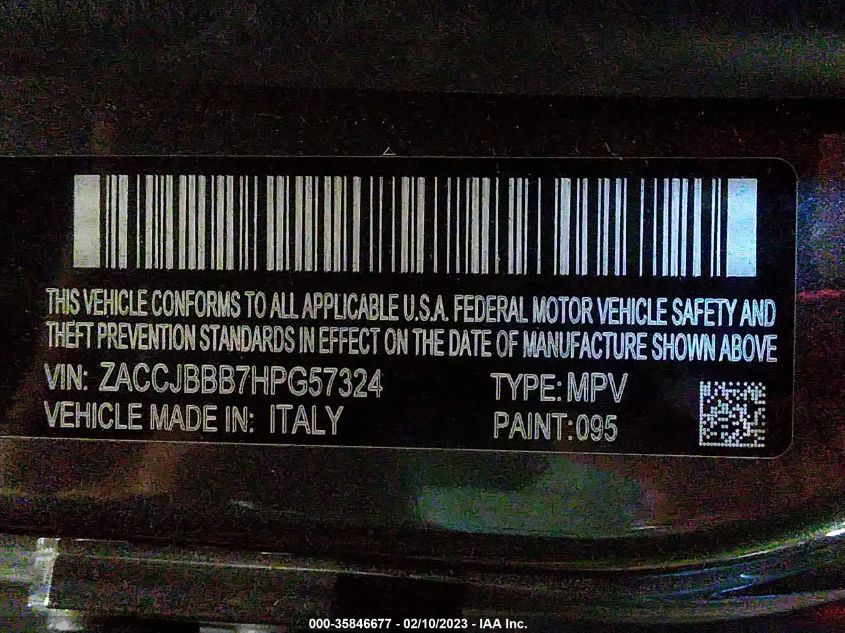 THIS VEHICLE CONFORMS TO ALL APPLICABLE U.S.A. FEDERAL MOTOR VEHICLE SAFETY AND
THEFT PREVENTION STANDARDS IN EFFECT ON THE DATE OF MANUFACTURE SHOWN ABOVE
VIN: ZACCJBBB7HPG57324 TYPE: MPV
VEHICLE MADE IN: ITALY PAINT: 095
000-35846677 - 02/10/2023 - IAA Inc.